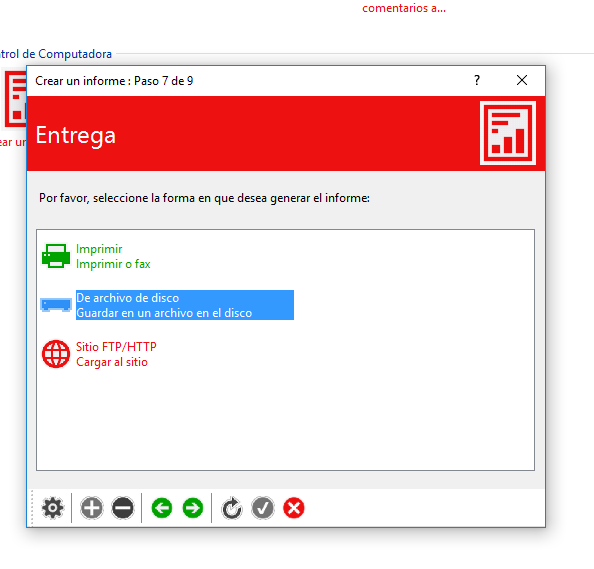 comentarios a...
trol de Computadora
ear un
Crear un informe : Paso 7 de 9
?
Entrega
Por favor, seleccione la forma en que desea generar el informe:
Imprimir
Imprimir o fax
De archivo de disco
Guardar en un archivo en el disco
Sitio FTP/HTTP
Cargar al sitio